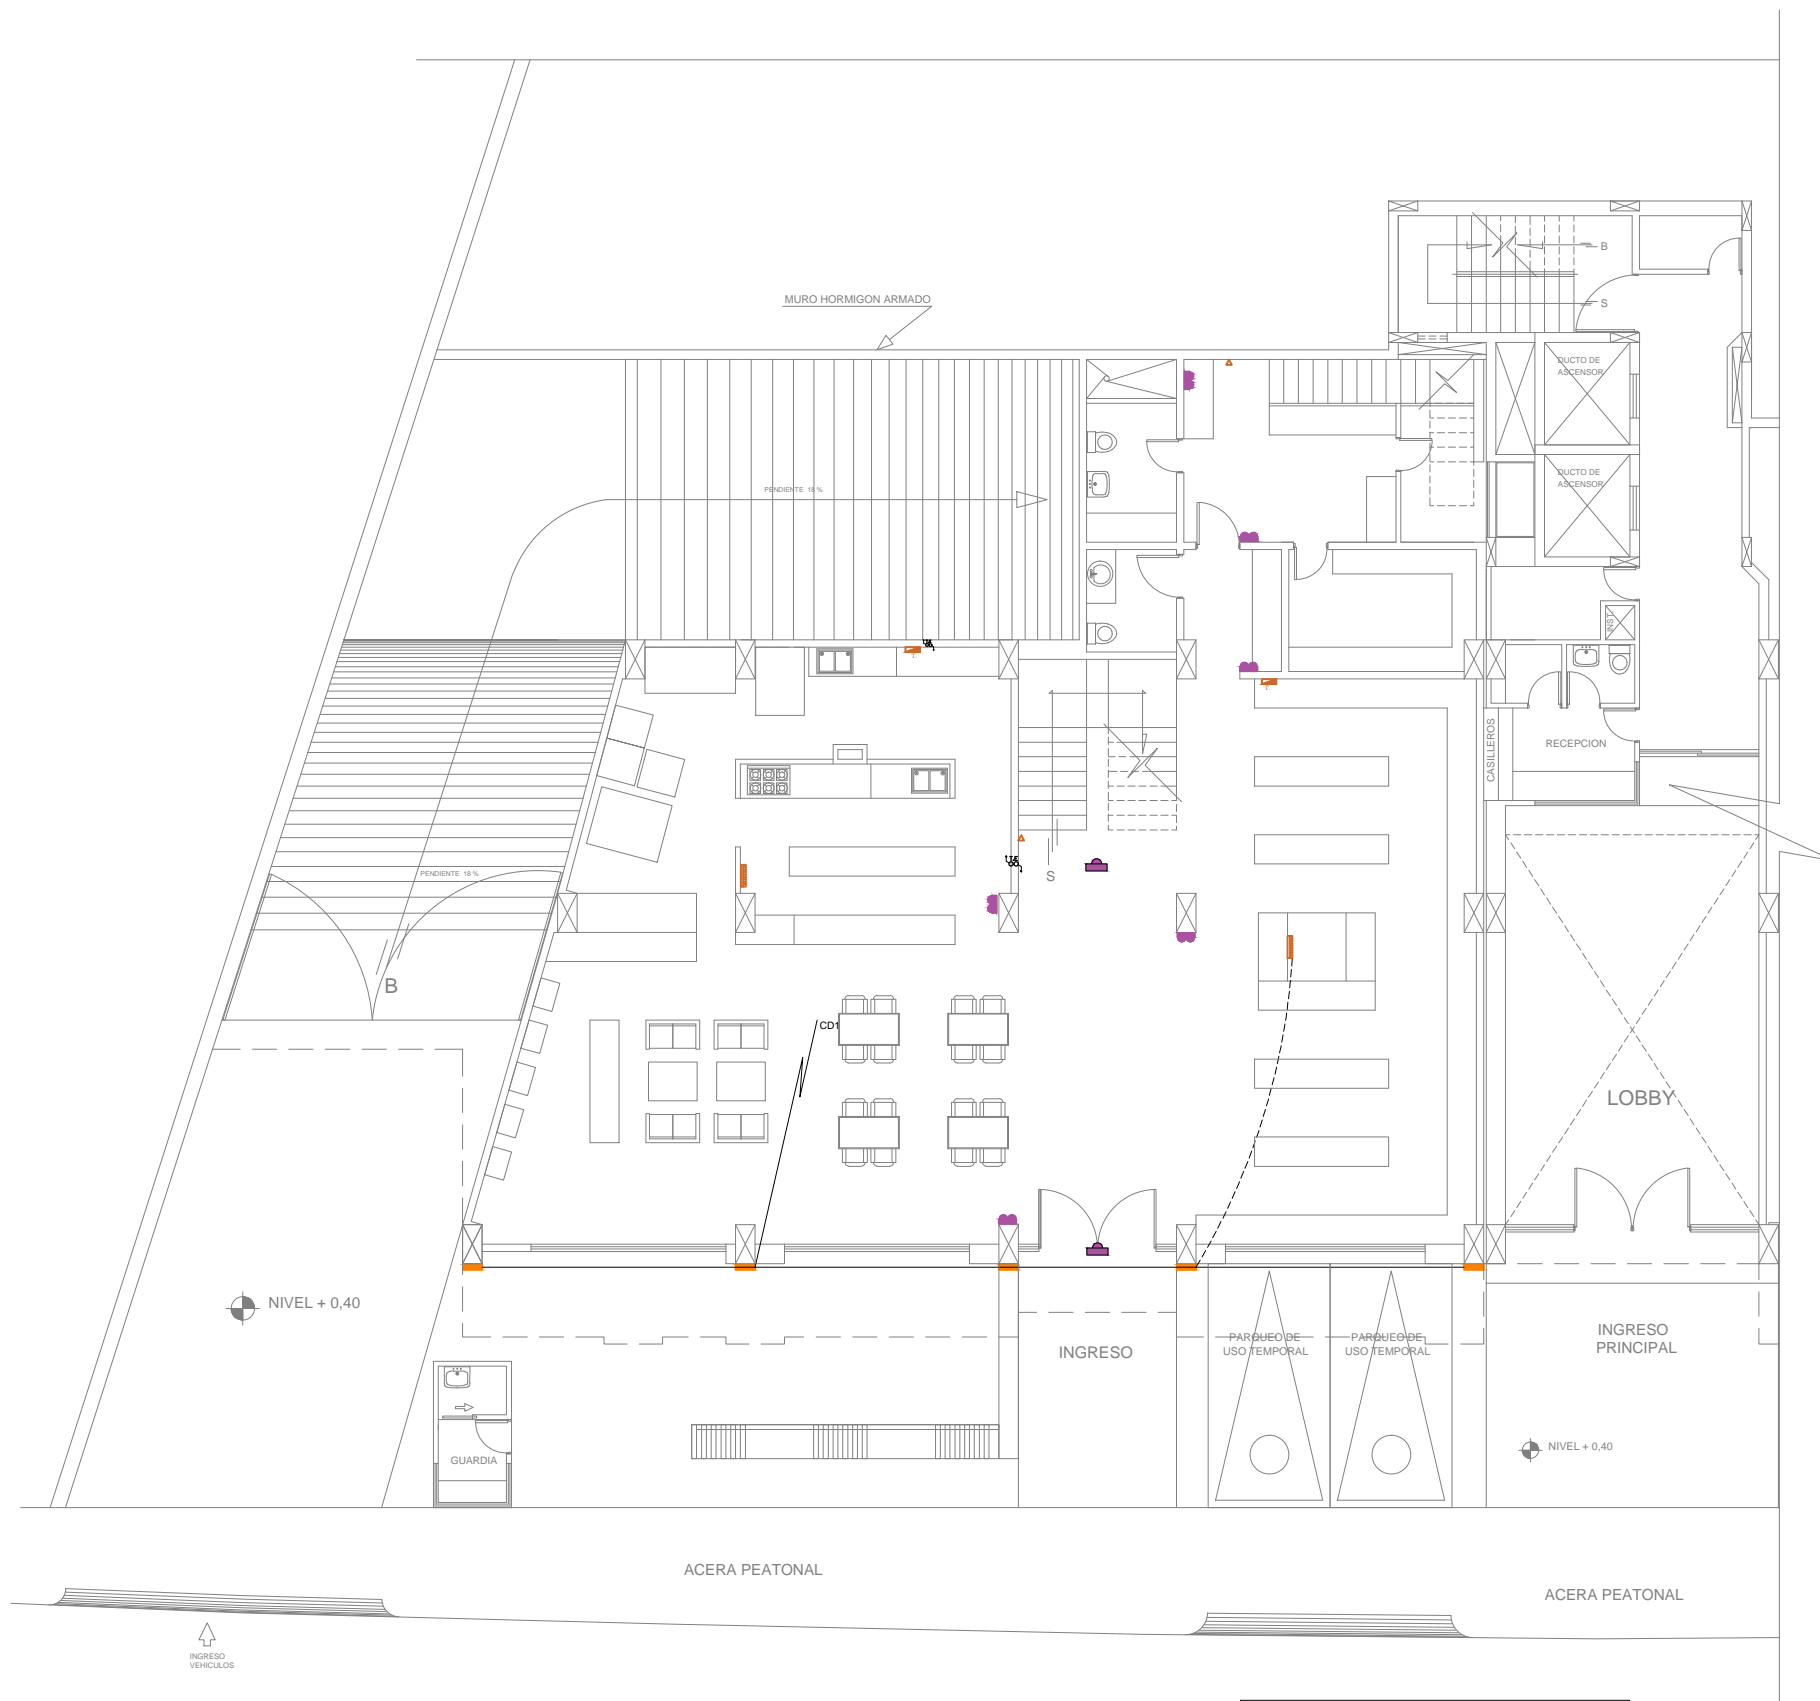 B
MURO HORMIGON ARMADO
S
DUCTO DE
ASCENSOR
PENDIENTE 18 %
DUCTO DE
ASCENSOR
INST.
CASILLEROS
RECEPCION
S
PENDIENTE 18 %
B
CD1
LOBBY
NIVEL + 0,40
INGRESO
PARQUEO DE
USO TEMPORAL
PARQUEO DE
USO TEMPORAL
INGRESO
PRINCIPAL
NIVEL + 0,40
GUARDIA
ACERA PEATONAL
ACERA PEATONAL
INGRESO
VEHICULOS